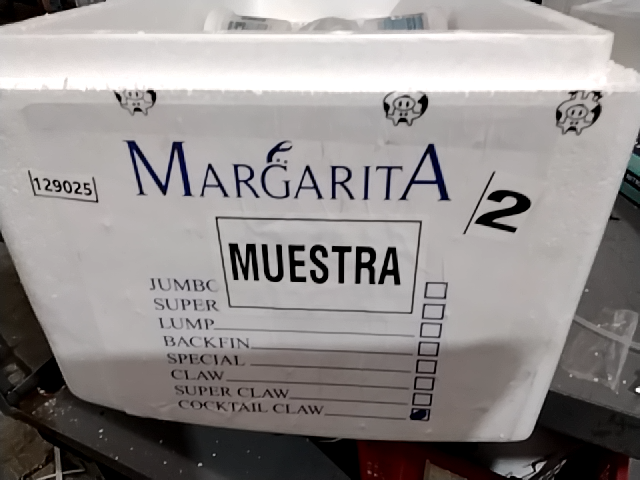 MARGARITA
129025
/2
MUESTRA
JUMBO
SUPER
LUMP
BACKFIN
SPECIAL
CLAW
SUPER CLAW
COCKTAIL CLAW